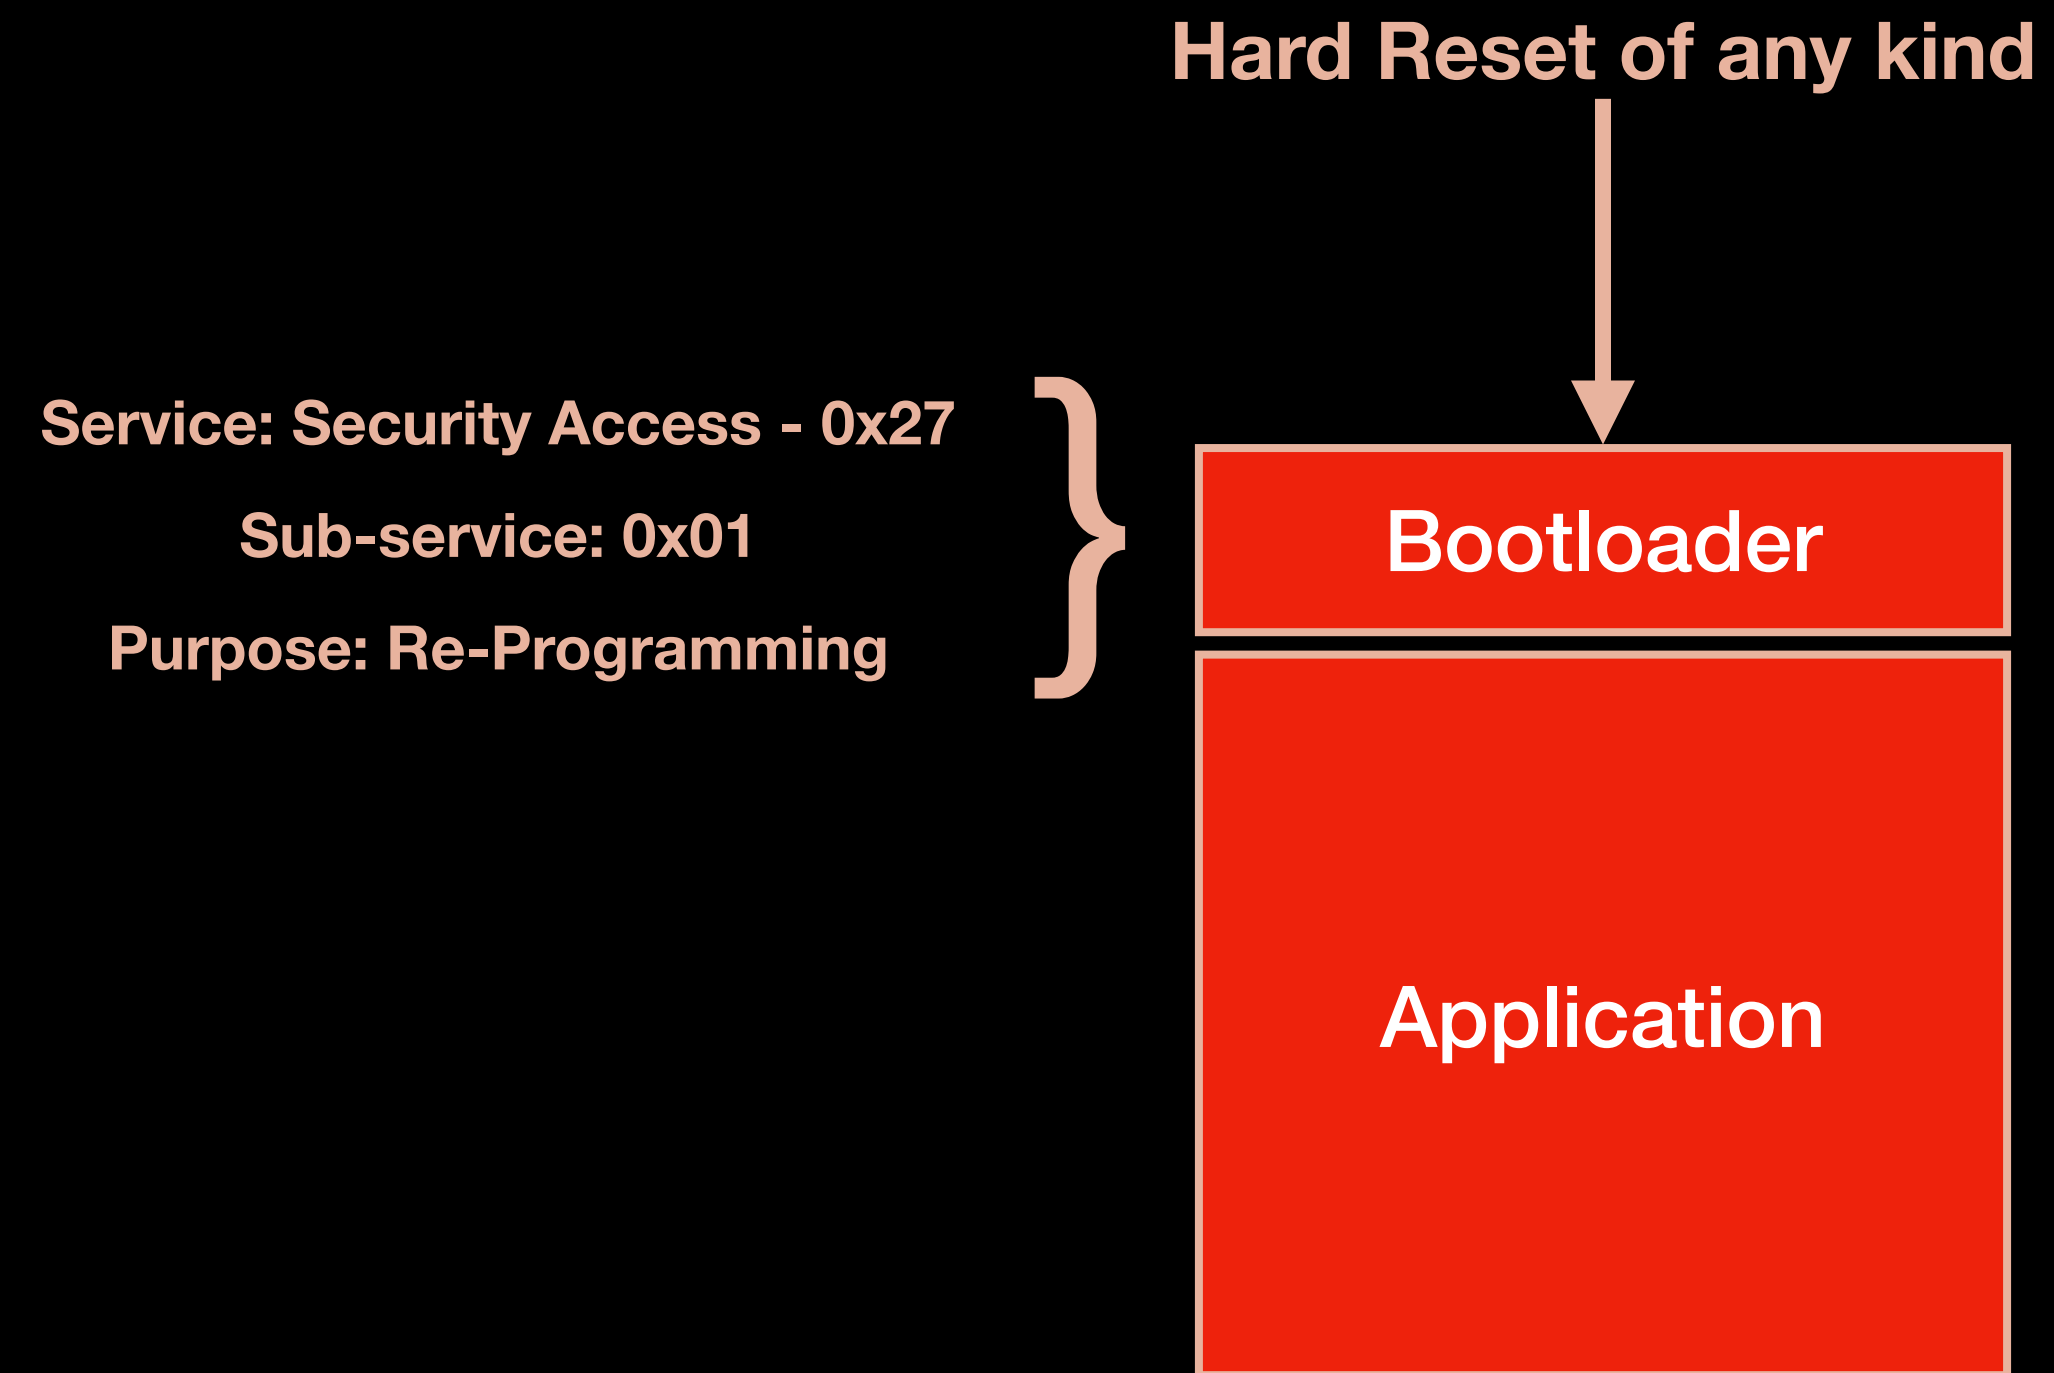 Hard Reset of any kind
Service: Security Access - 0x27
Sub-service: 0x01
Purpose: Re-Programming
Bootloader
Application